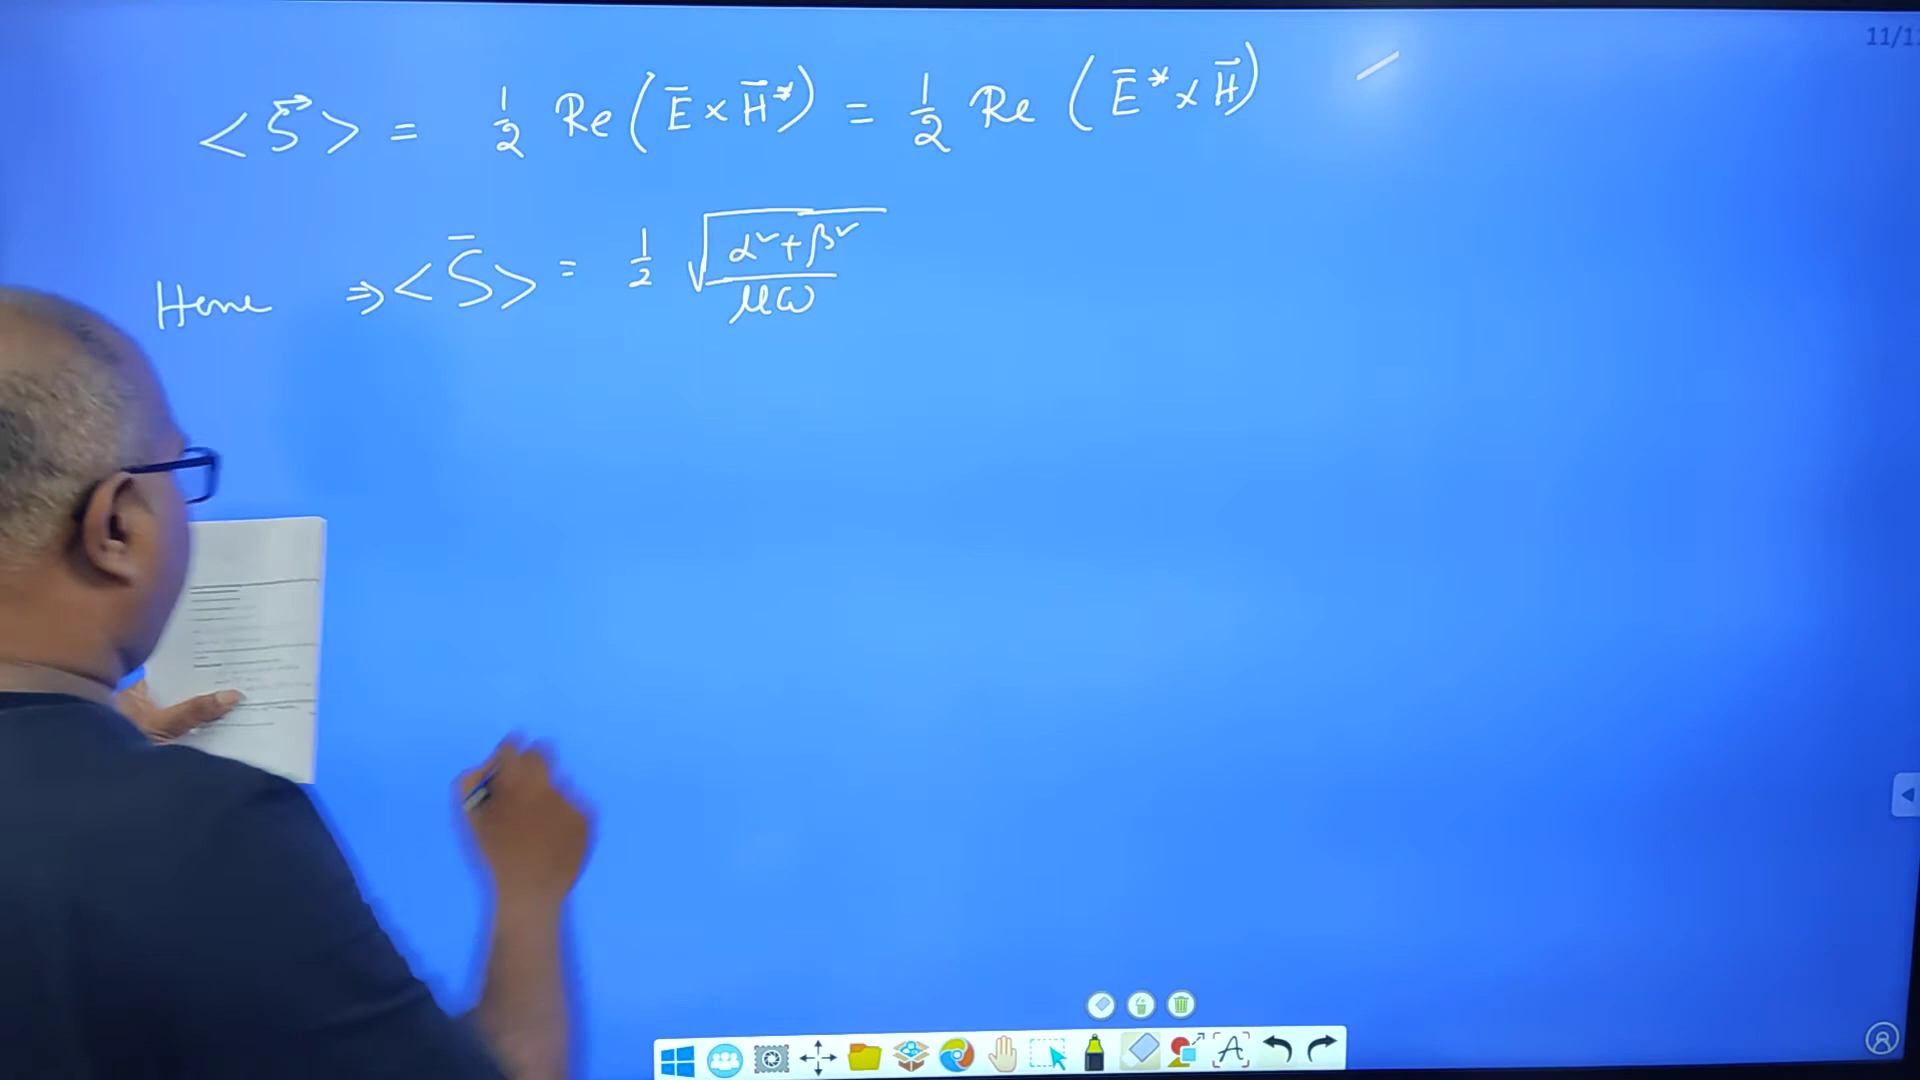 11/1
<S⃗> = 1/2 Re(E̅ × H̅*) = 1/2 Re (E̅* × H̅)
Here ⇒ <S̅> = 1/2 √(α²+β²)/μω